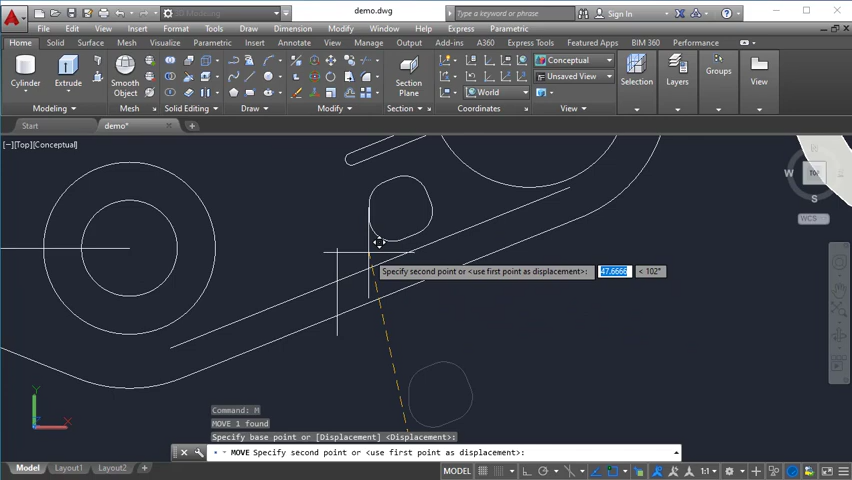 demo.dwg
Type a keyword or phrase
Sign In
File Edit View Insert Format Tools Draw Dimension Modify Window Help Express Parametric
Home Solid Surface Mesh Visualize Parametric Insert Annotate View Manage Output Add-ins A360 Express Tools BIM 360 Performance
Cylinder
Extrude
Smooth Object
Section Plane
World
Conceptual
Unsaved View
Selection
Layers
Groups
View
Modeling Mesh Solid Editing Draw Modify Section Coordinates View
Start demo*
[−][Top][Conceptual]
W
S
WCS
Specify second point or <use first point as displacement>: 47.6666 < 102°
Command: M
MOVE 1 found
Specify base point or [Displacement] <Displacement>:
MOVE Specify second point or <use first point as displacement>:
Y
X
Model Layout1 Layout2 +
MODEL 1:1